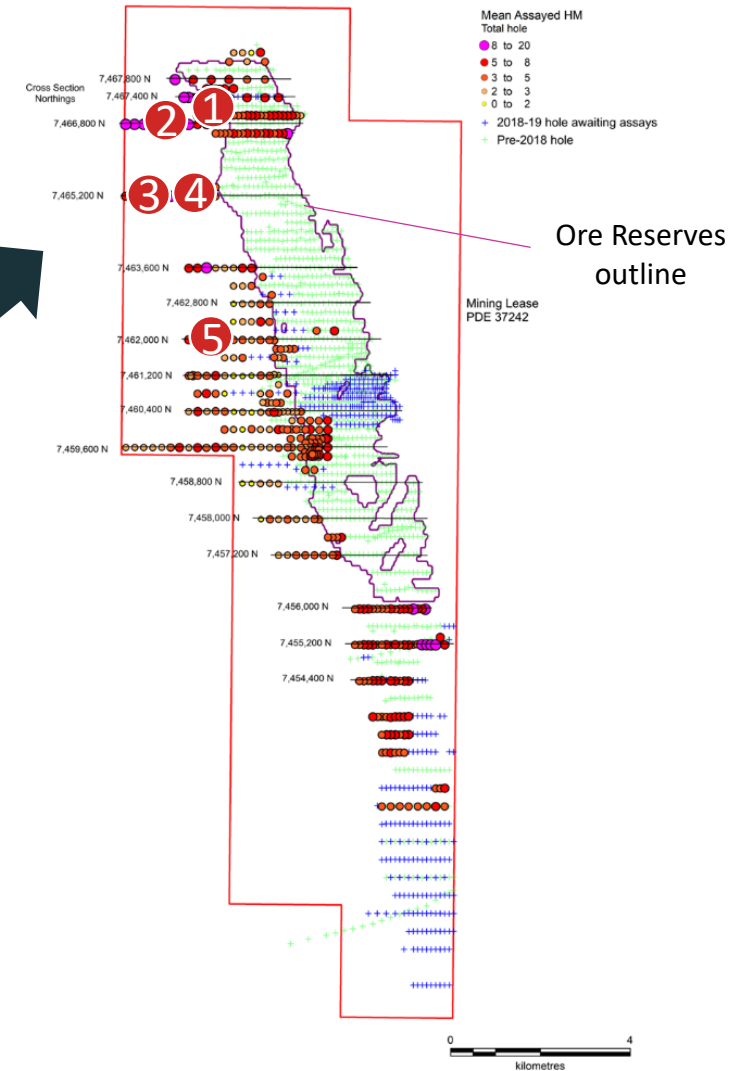 Mean Assayed HM
Total hole
8 to 20
5 to 8
3 to 5
2 to 3
0 to 2
+ 2018-19 hole awaiting assays
+ Pre-2018 hole
Cross Section
Northings
7,467,800 N
7,467,400 N
1
2
7,466,800 N
3
4
7,465,200 N
Ore Reserves
outline
7,463,600 N
7,462,800 N
Mining Lease
PDE 37242
5
7,462,000 N
7,461,200 N
7,460,400 N
7,459,600 N
7,458,800 N
7,458,000 N
7,457,200 N
7,456,000 N
7,455,200 N
7,454,400 N
0
4
kilometres